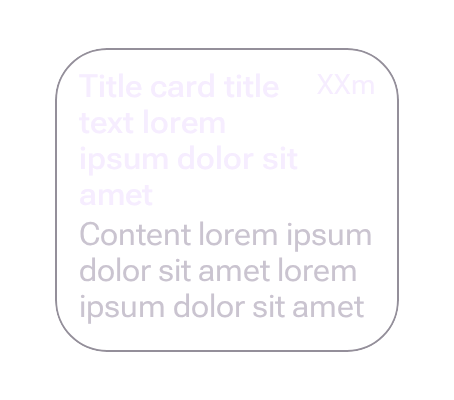 Title card title XXm
text lorem
ipsum dolor sit
amet
Content lorem ipsum
dolor sit amet lorem
ipsum dolor sit amet